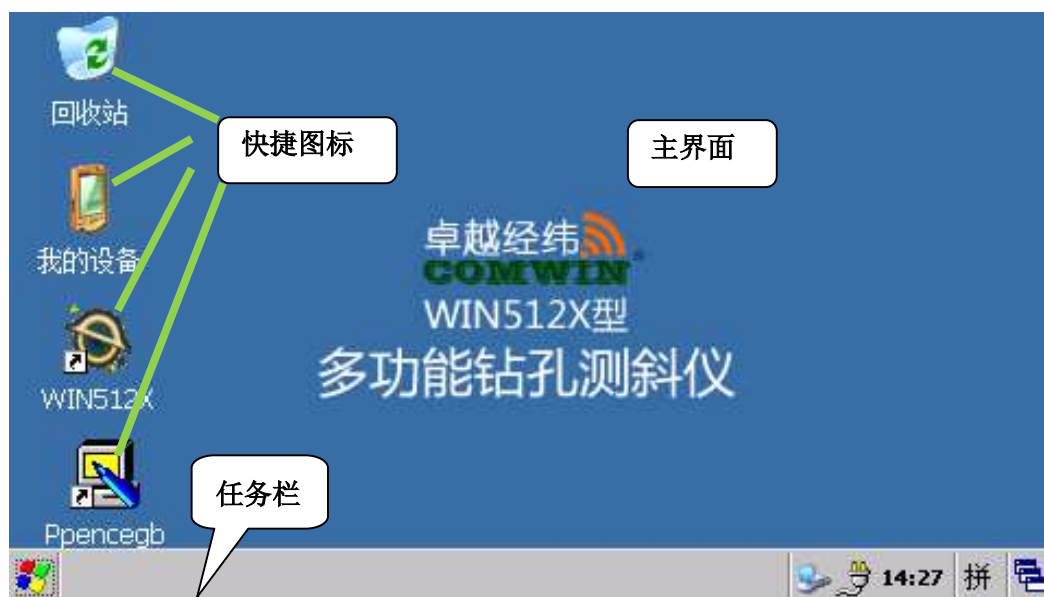 回收站
快捷图标
主界面
我的设备
卓越经纬
COMWIN
WIN512X型
多功能钻孔测斜仪
WIN512X
任务栏
Ppencegb
14:27
拼